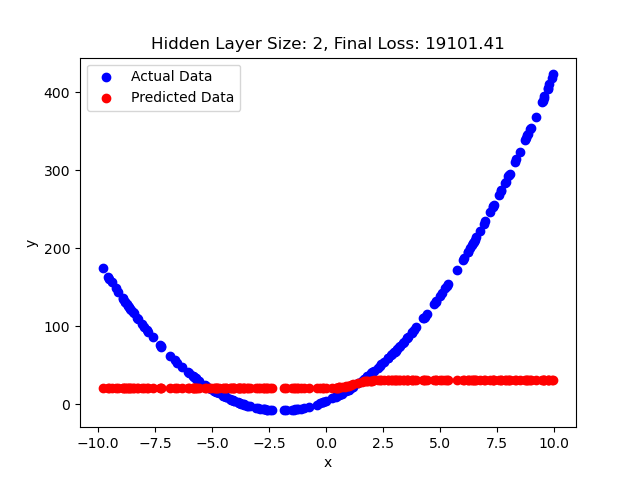 Hidden Layer Size: 2, Final Loss: 19101.41
Actual Data
Predicted Data
400
300
200
100
0
y
−10.0 −7.5 −5.0 −2.5 0.0 2.5 5.0 7.5 10.0
x